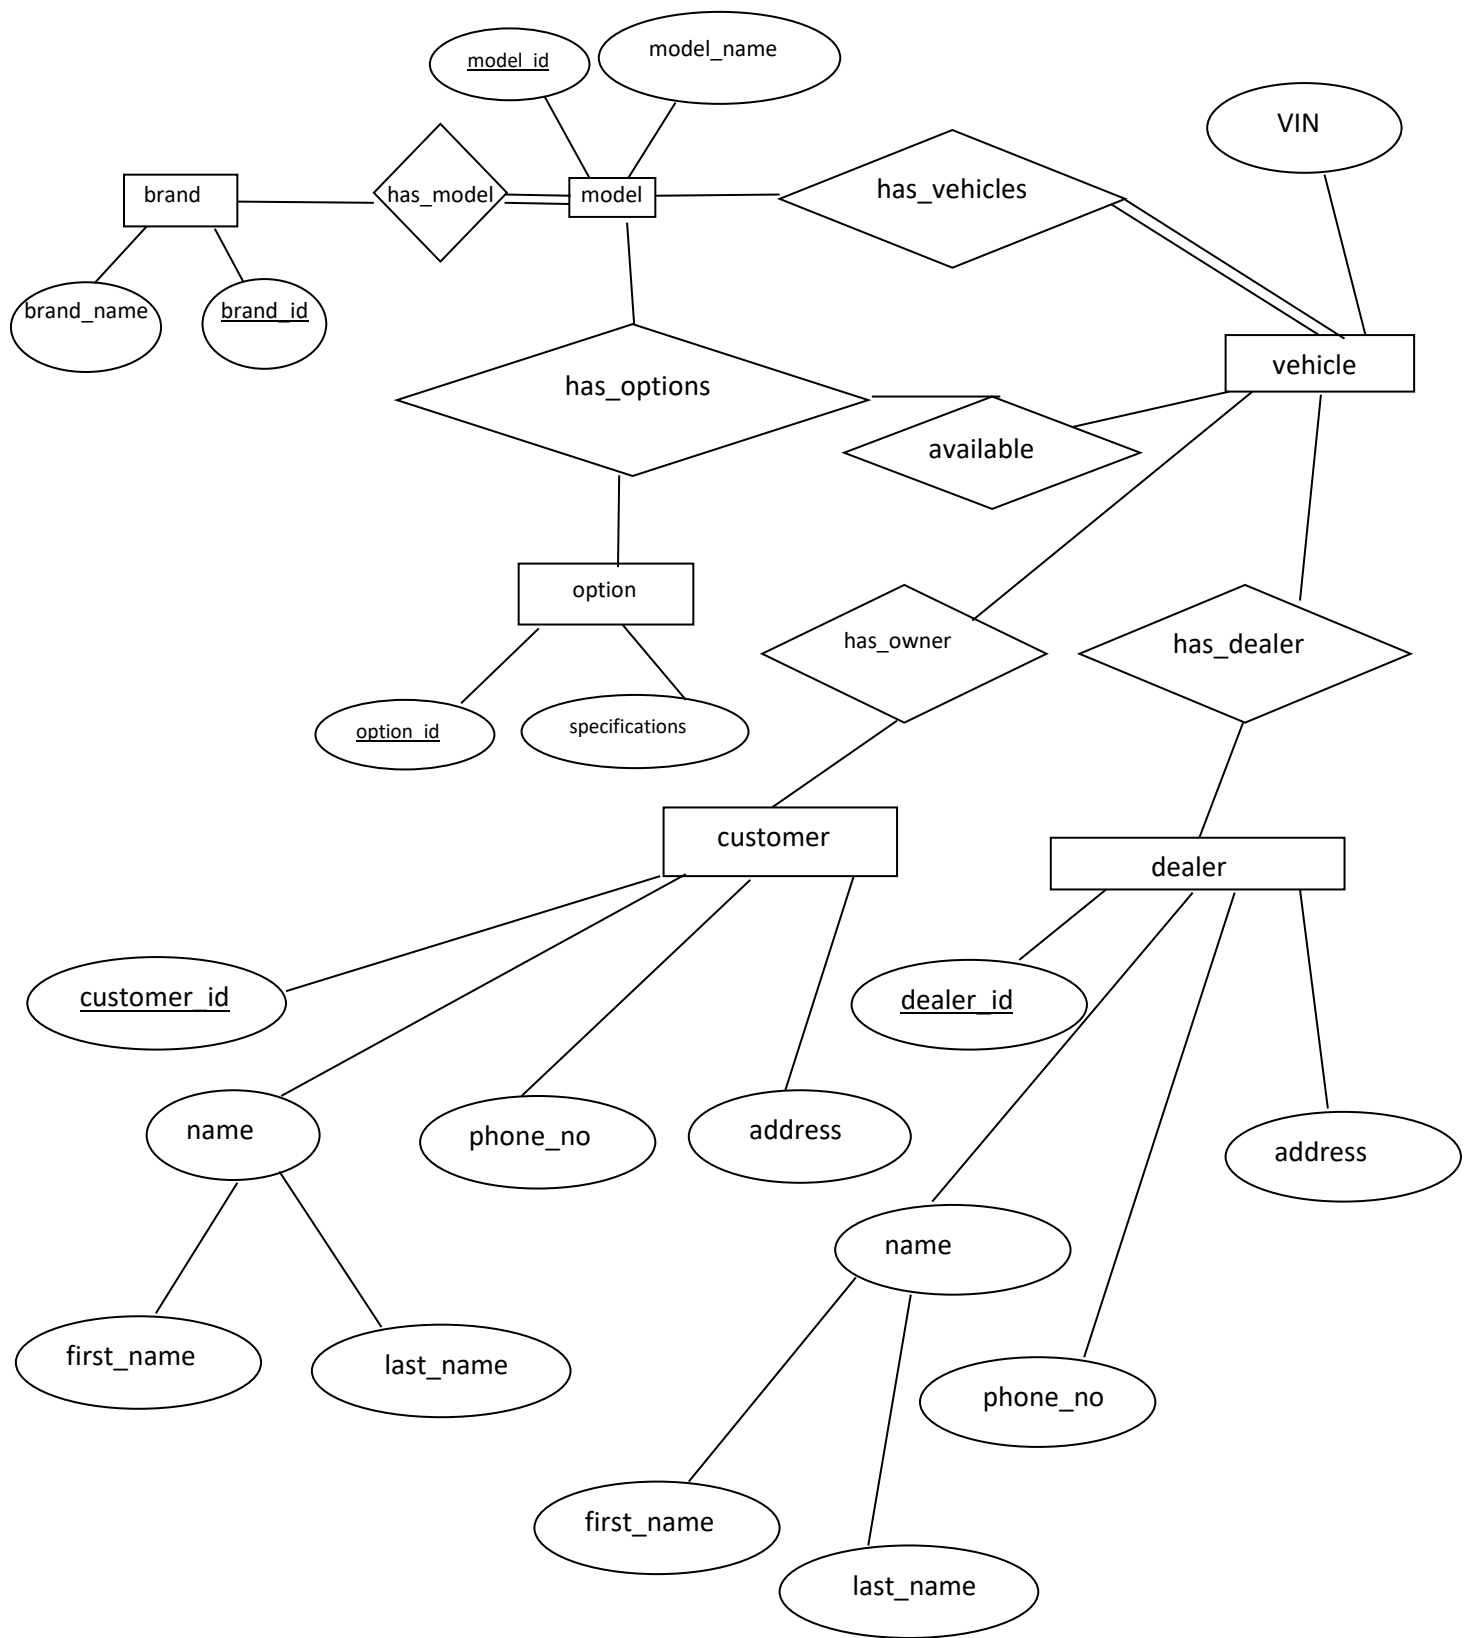 model_id
model_name
VIN
brand
has_model
model
has_vehicles
brand_name
brand_id
vehicle
has_options
available
option
has_owner
has_dealer
option_id
specifications
customer
dealer
customer_id
dealer_id
name
phone_no
address
address
name
first_name
last_name
phone_no
first_name
last_name